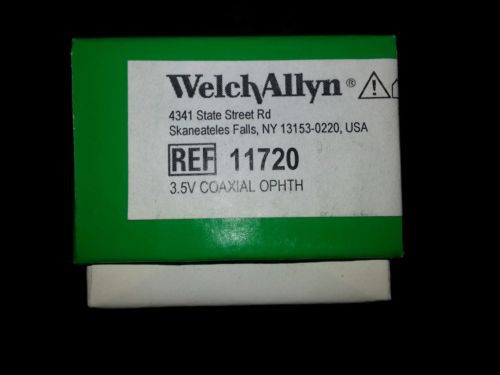 WelchAllyn®
4341 State Street Rd
Skaneateles Falls, NY 13153-0220, USA
REF 11720
3.5V COAXIAL OPHTH